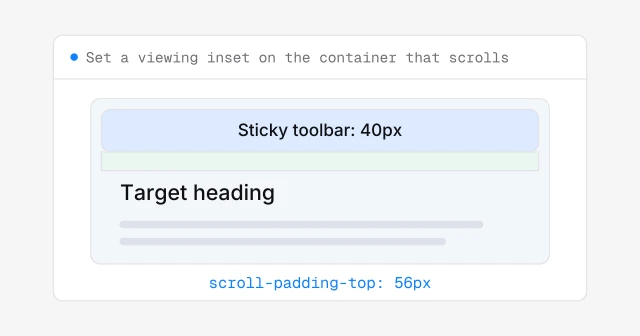 Set a viewing inset on the container that scrolls
Sticky toolbar: 40px
Target heading
scroll-padding-top: 56px